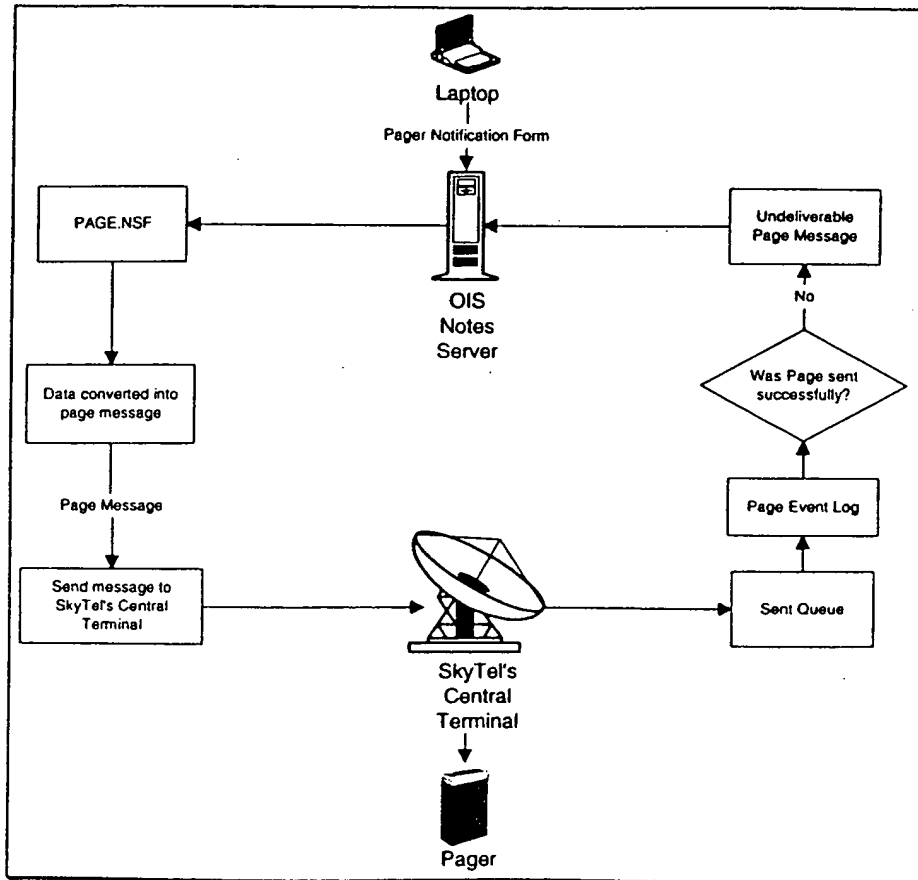 Laptop
Pager Notification Form
PAGE.NSF
OIS
Notes
Server
Undeliverable
Page Message
No
Was Page sent
successfully?
Data converted into
page message
Page Message
Page Event Log
Send message to
SkyTel's Central
Terminal
SkyTel's
Central
Terminal
Sent Queue
Pager